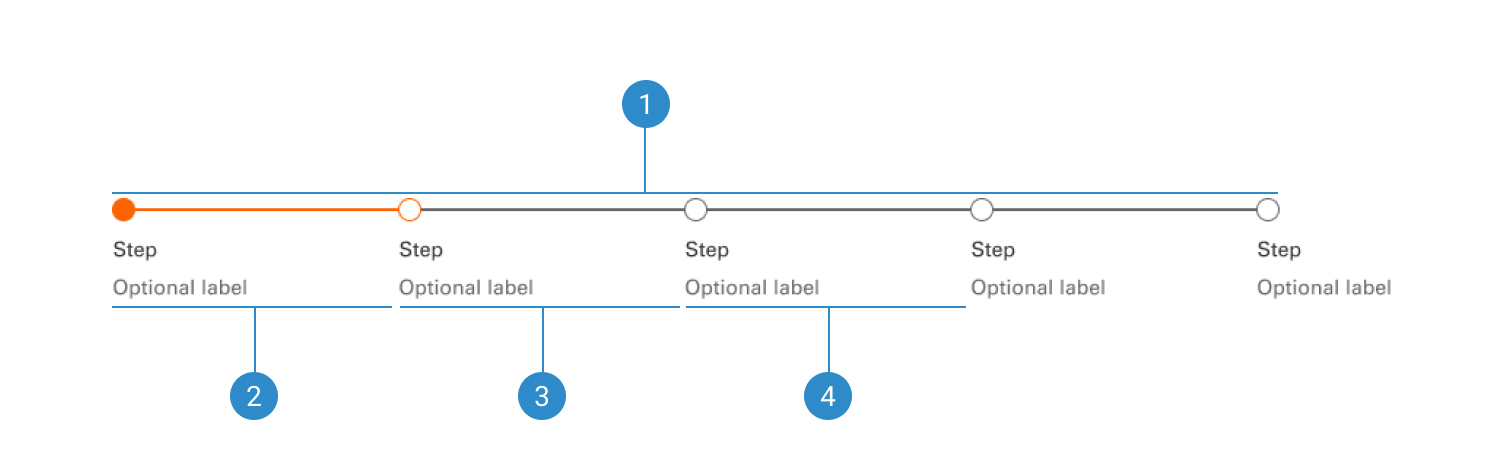 1
Step Step Step Step Step
Optional label Optional label Optional label Optional label Optional label
2 3 4